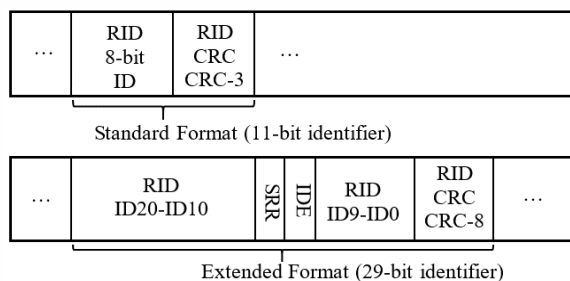 … RID RID …
8-bit CRC
ID CRC-3
Standard Format (11-bit identifier)
… RID SRR IDE RID RID …
ID20-ID10 ID9-ID0 CRC
CRC-8
Extended Format (29-bit identifier)